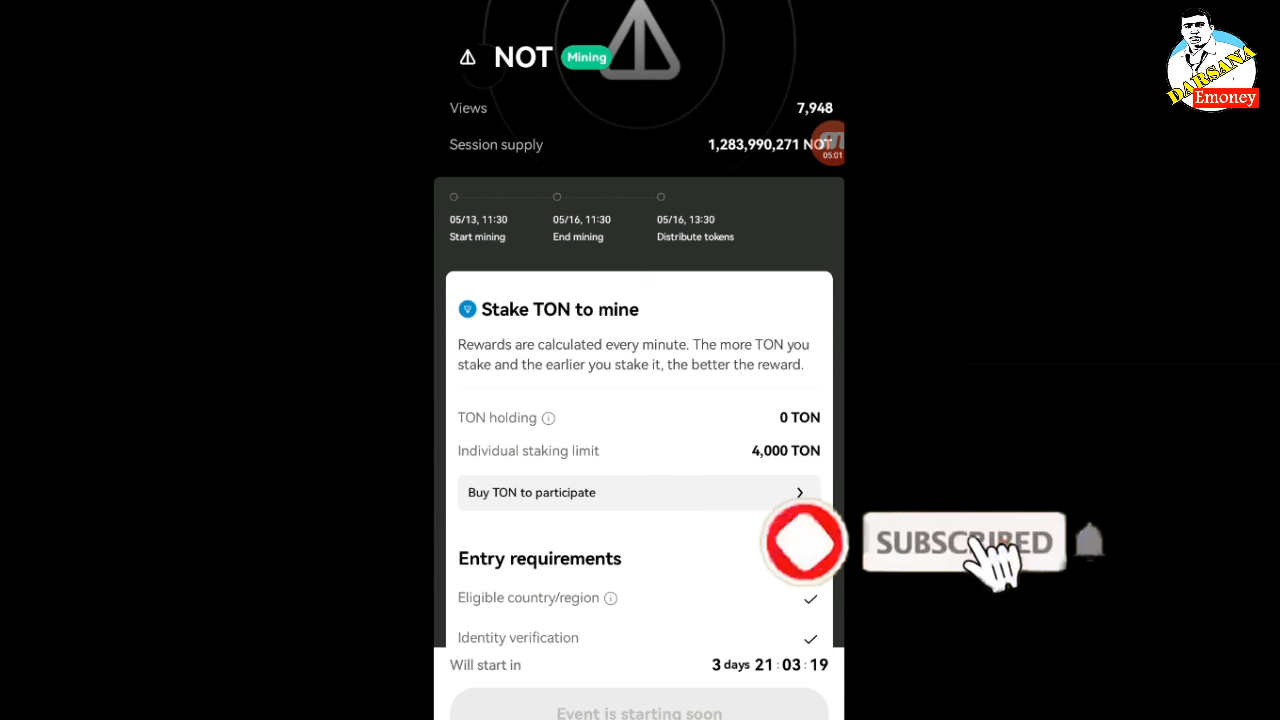 NOT Mining
Views 7,948
Session supply 1,283,990,271 NOT
05:01
05/13, 11:30 05/16, 11:30 05/16, 13:30
Start mining End mining Distribute tokens
Stake TON to mine
Rewards are calculated every minute. The more TON you
stake and the earlier you stake it, the better the reward.
TON holding 0 TON
Individual staking limit 4,000 TON
Buy TON to participate
Entry requirements
Eligible country/region
Identity verification
Will start in 3 days 21 : 03 : 19
Event is starting soon
DARSANA
Emoney
SUBSCRIBED